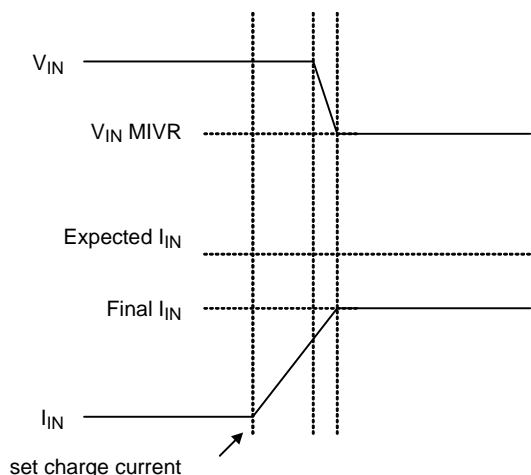 VIN
VIN MIVR
Expected IIN
Final IIN
IIN
set charge current